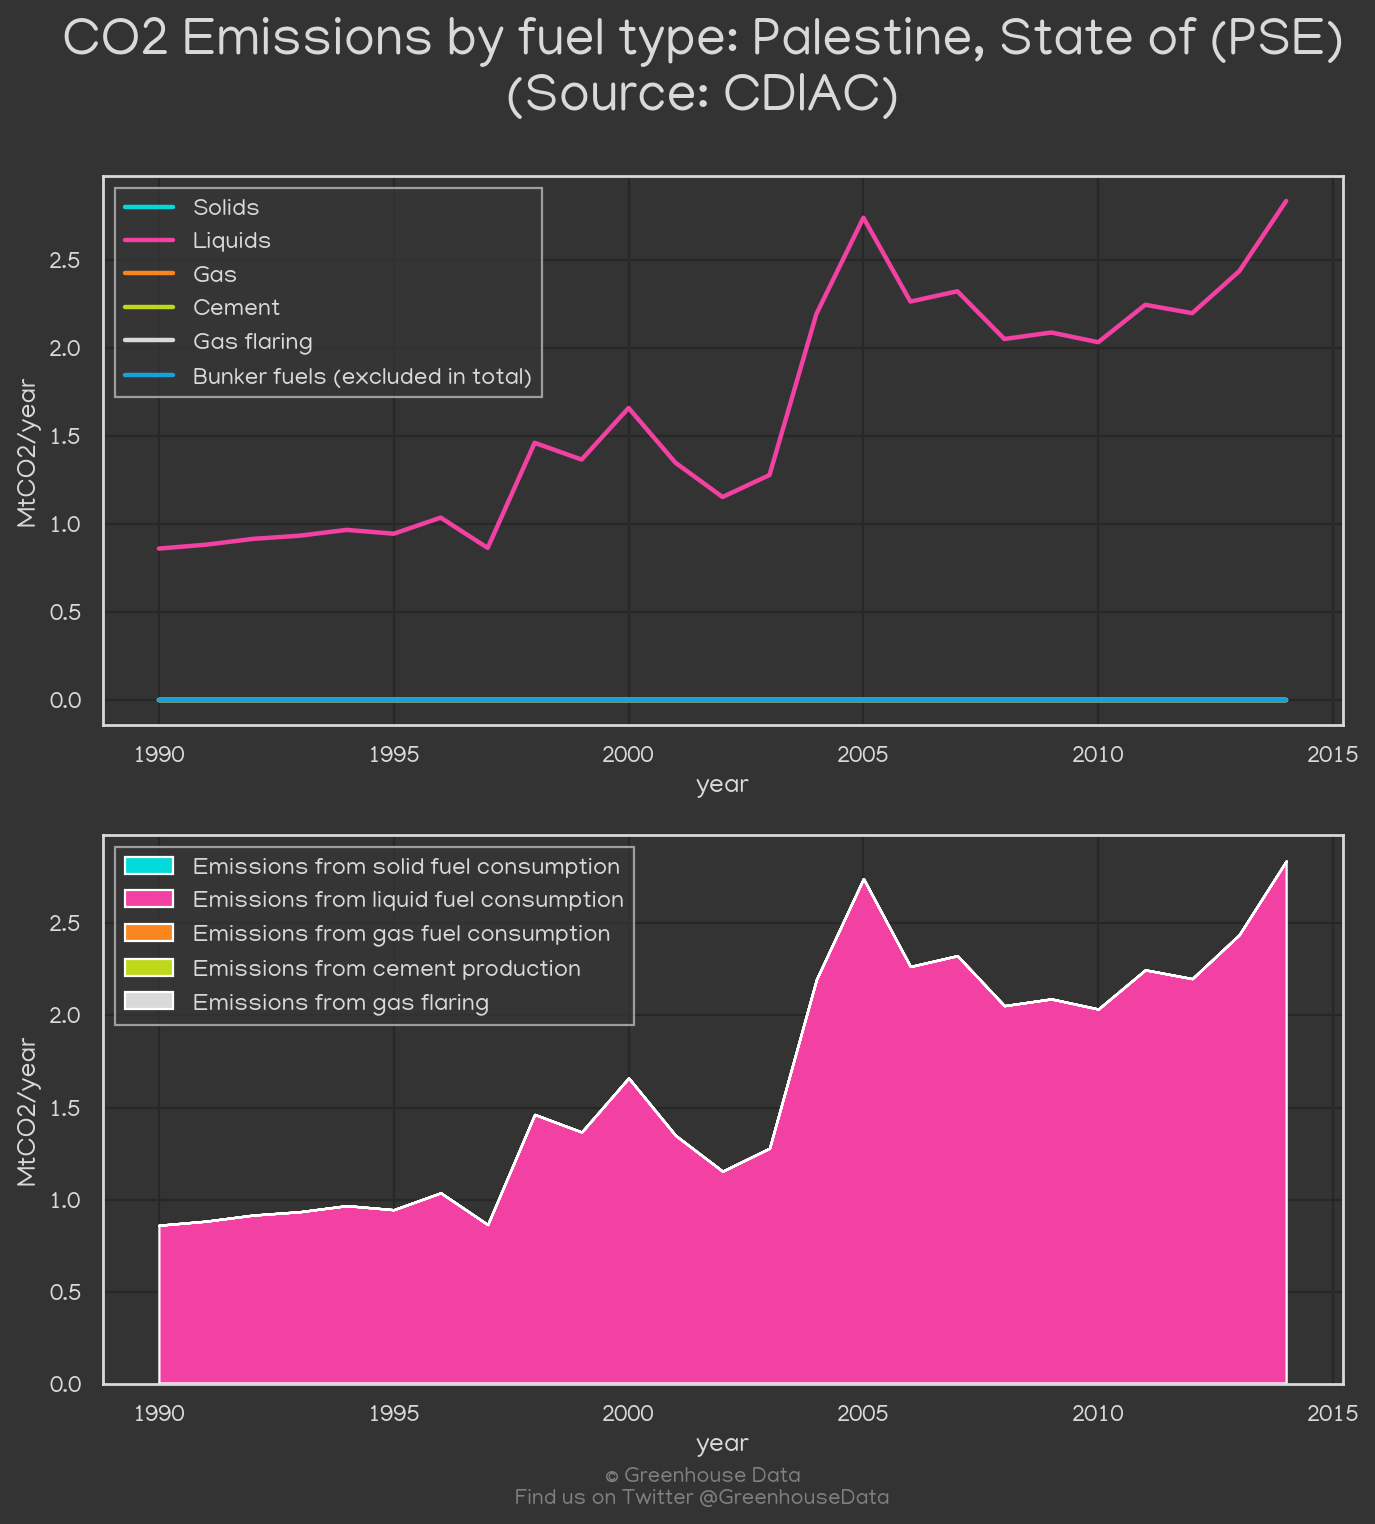 CO2 Emissions by fuel type: Palestine, State of (PSE)
(Source: CDIAC)
Solids
Liquids
Gas
Cement
Gas flaring
Bunker fuels (excluded in total)
MtCO2/year
2.5
2.0
1.5
1.0
0.5
0.0
1990 1995 2000 2005 2010 2015
year
Emissions from solid fuel consumption
Emissions from liquid fuel consumption
Emissions from gas fuel consumption
Emissions from cement production
Emissions from gas flaring
MtCO2/year
2.5
2.0
1.5
1.0
0.5
0.0
1990 1995 2000 2005 2010 2015
year
© Greenhouse Data
Find us on Twitter @GreenhouseData